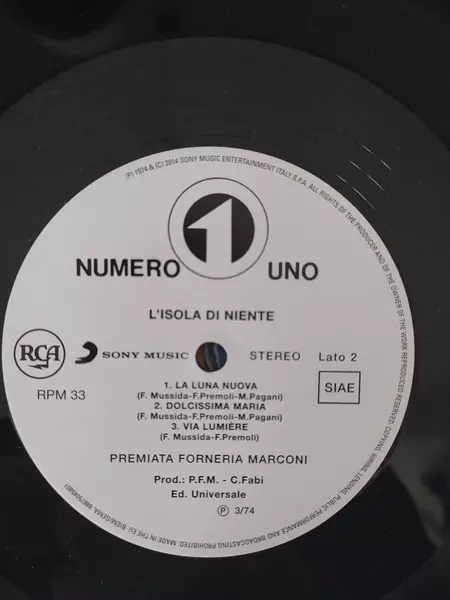 (P) 1974 & (C) 2014 SONY MUSIC ENTERTAINMENT ITALY S.P.A. ALL RIGHTS OF THE PRODUCER AND OF THE OWNER OF THE WORK REPRODUCED RESERVED. COPYING, HIRING, LENDING, PUBLIC PERFORMANCE AND BROADCASTING PROHIBITED. BIEM/GEMA. MADE IN THE EU.
1
NUMERO UNO
L'ISOLA DI NIENTE
RCA SONY MUSIC STEREO Lato 2
RPM 33 SIAE
1. LA LUNA NUOVA
(F. Mussida-F.Premoli-M.Pagani)
2. DOLCISSIMA MARIA
(F. Mussida-F.Premoli-M.Pagani)
3. VIA LUMIÈRE
(F. Mussida-F.Premoli)
PREMIATA FORNERIA MARCONI
Prod.: P.F.M. - C.Fabi
Ed. Universale
Ⓟ 3/74